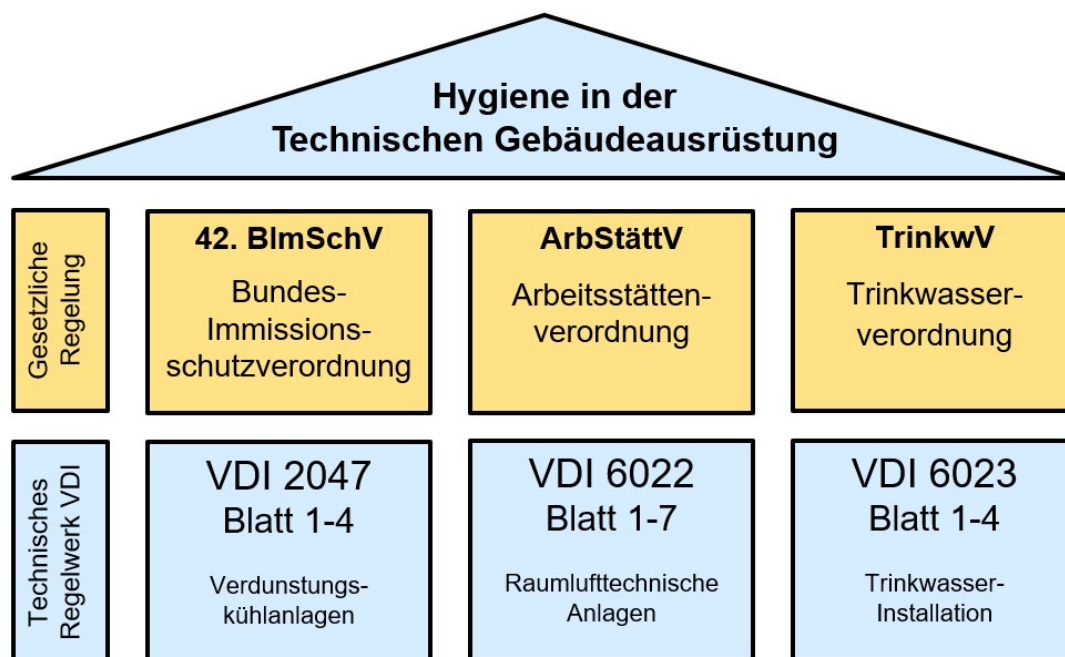 Hygiene in der
Technischen Gebäudeausrüstung
Gesetzliche
Regelung
42. BImSchV
Bundes-
Immissions-
schutzverordnung
ArbStättV
Arbeitsstätten-
verordnung
TrinkwV
Trinkwasser-
verordnung
Technisches
Regelwerk VDI
VDI 2047
Blatt 1-4
Verdunstungs-
kühlanlagen
VDI 6022
Blatt 1-7
Raumlufttechnische
Anlagen
VDI 6023
Blatt 1-4
Trinkwasser-
Installation